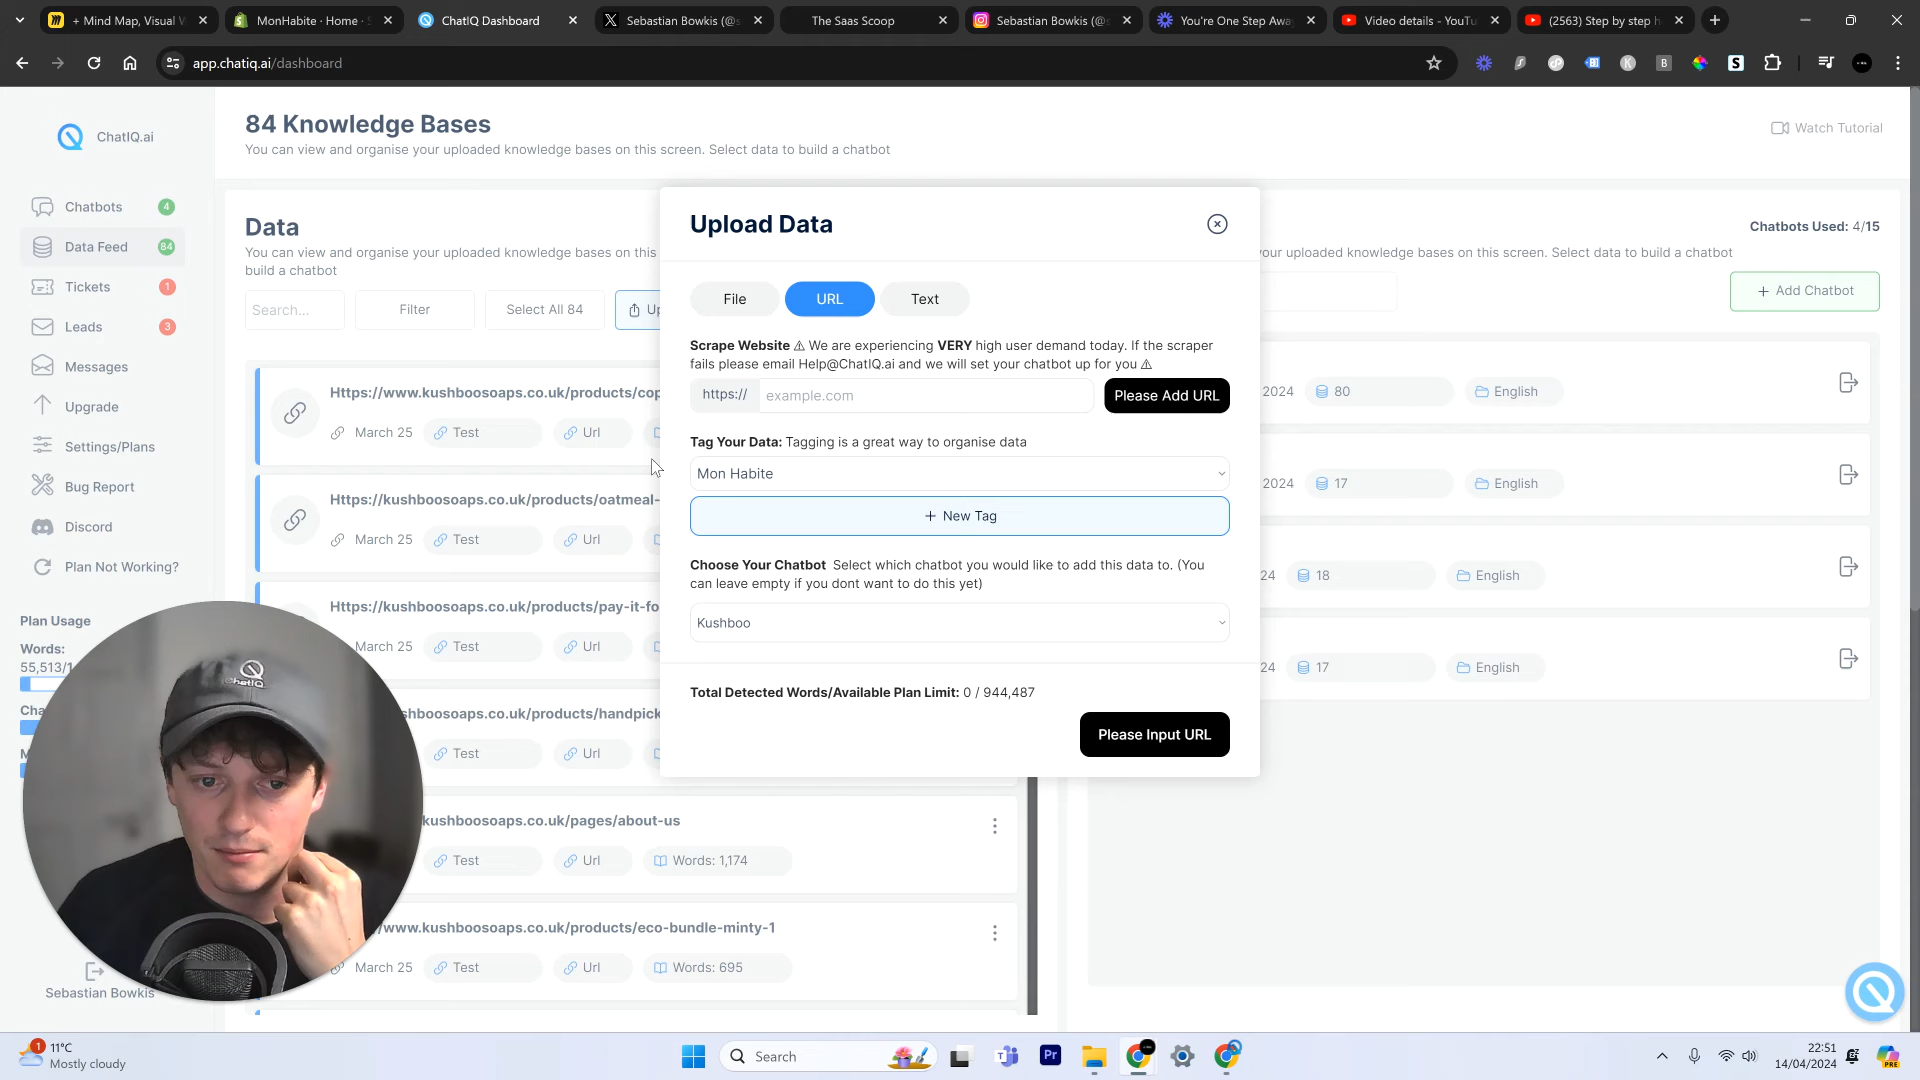 + Mind Map, Visual W
MonHabite · Home · S
ChatIQ Dashboard
Sebastian Bowkis (@s
The Saas Scoop
Sebastian Bowkis (@s
You're One Step Awa
Video details - YouTu
(2563) Step by step h
app.chatiq.ai/dashboard
ChatIQ.ai
84 Knowledge Bases
You can view and organise your uploaded knowledge bases on this screen. Select data to build a chatbot
Watch Tutorial
Chatbots 4
Data Feed 84
Tickets 1
Leads 3
Messages
Upgrade
Settings/Plans
Bug Report
Discord
Plan Not Working?
Plan Usage
Words:
55,513/1
Cha
M
Sebastian Bowkis
Data
You can view and organise your uploaded knowledge bases on this
build a chatbot
Search...
Filter
Select All 84
Up
Https://www.kushboosoaps.co.uk/products/cop
March 25 Test Url
Https://kushboosoaps.co.uk/products/oatmeal-
March 25 Test Url
Https://kushboosoaps.co.uk/products/pay-it-fo
March 25 Test Url
shboosoaps.co.uk/products/handpick
Test Url
kushboosoaps.co.uk/pages/about-us
Test Url Words: 1,174
/www.kushboosoaps.co.uk/products/eco-bundle-minty-1
March 25 Test Url Words: 695
Upload Data
File
URL
Text
Scrape Website ⚠ We are experiencing VERY high user demand today. If the scraper
fails please email Help@ChatIQ.ai and we will set your chatbot up for you ⚠
https:// example.com
Please Add URL
Tag Your Data: Tagging is a great way to organise data
Mon Habite
+ New Tag
Choose Your Chatbot Select which chatbot you would like to add this data to. (You
can leave empty if you dont want to do this yet)
Kushboo
Total Detected Words/Available Plan Limit: 0 / 944,487
Please Input URL
Chatbots Used: 4/15
our uploaded knowledge bases on this screen. Select data to build a chatbot
+ Add Chatbot
2024 80 English
2024 17 English
24 18 English
24 17 English
ChatIQ
1
11°C
Mostly cloudy
Search
Pr
22:51
14/04/2024
PRE